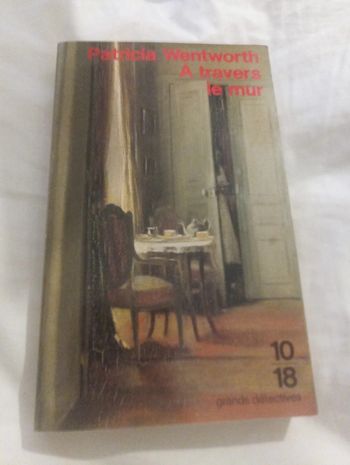 Patricia Wentworth
A travers
le mur
10
18
grands détectives